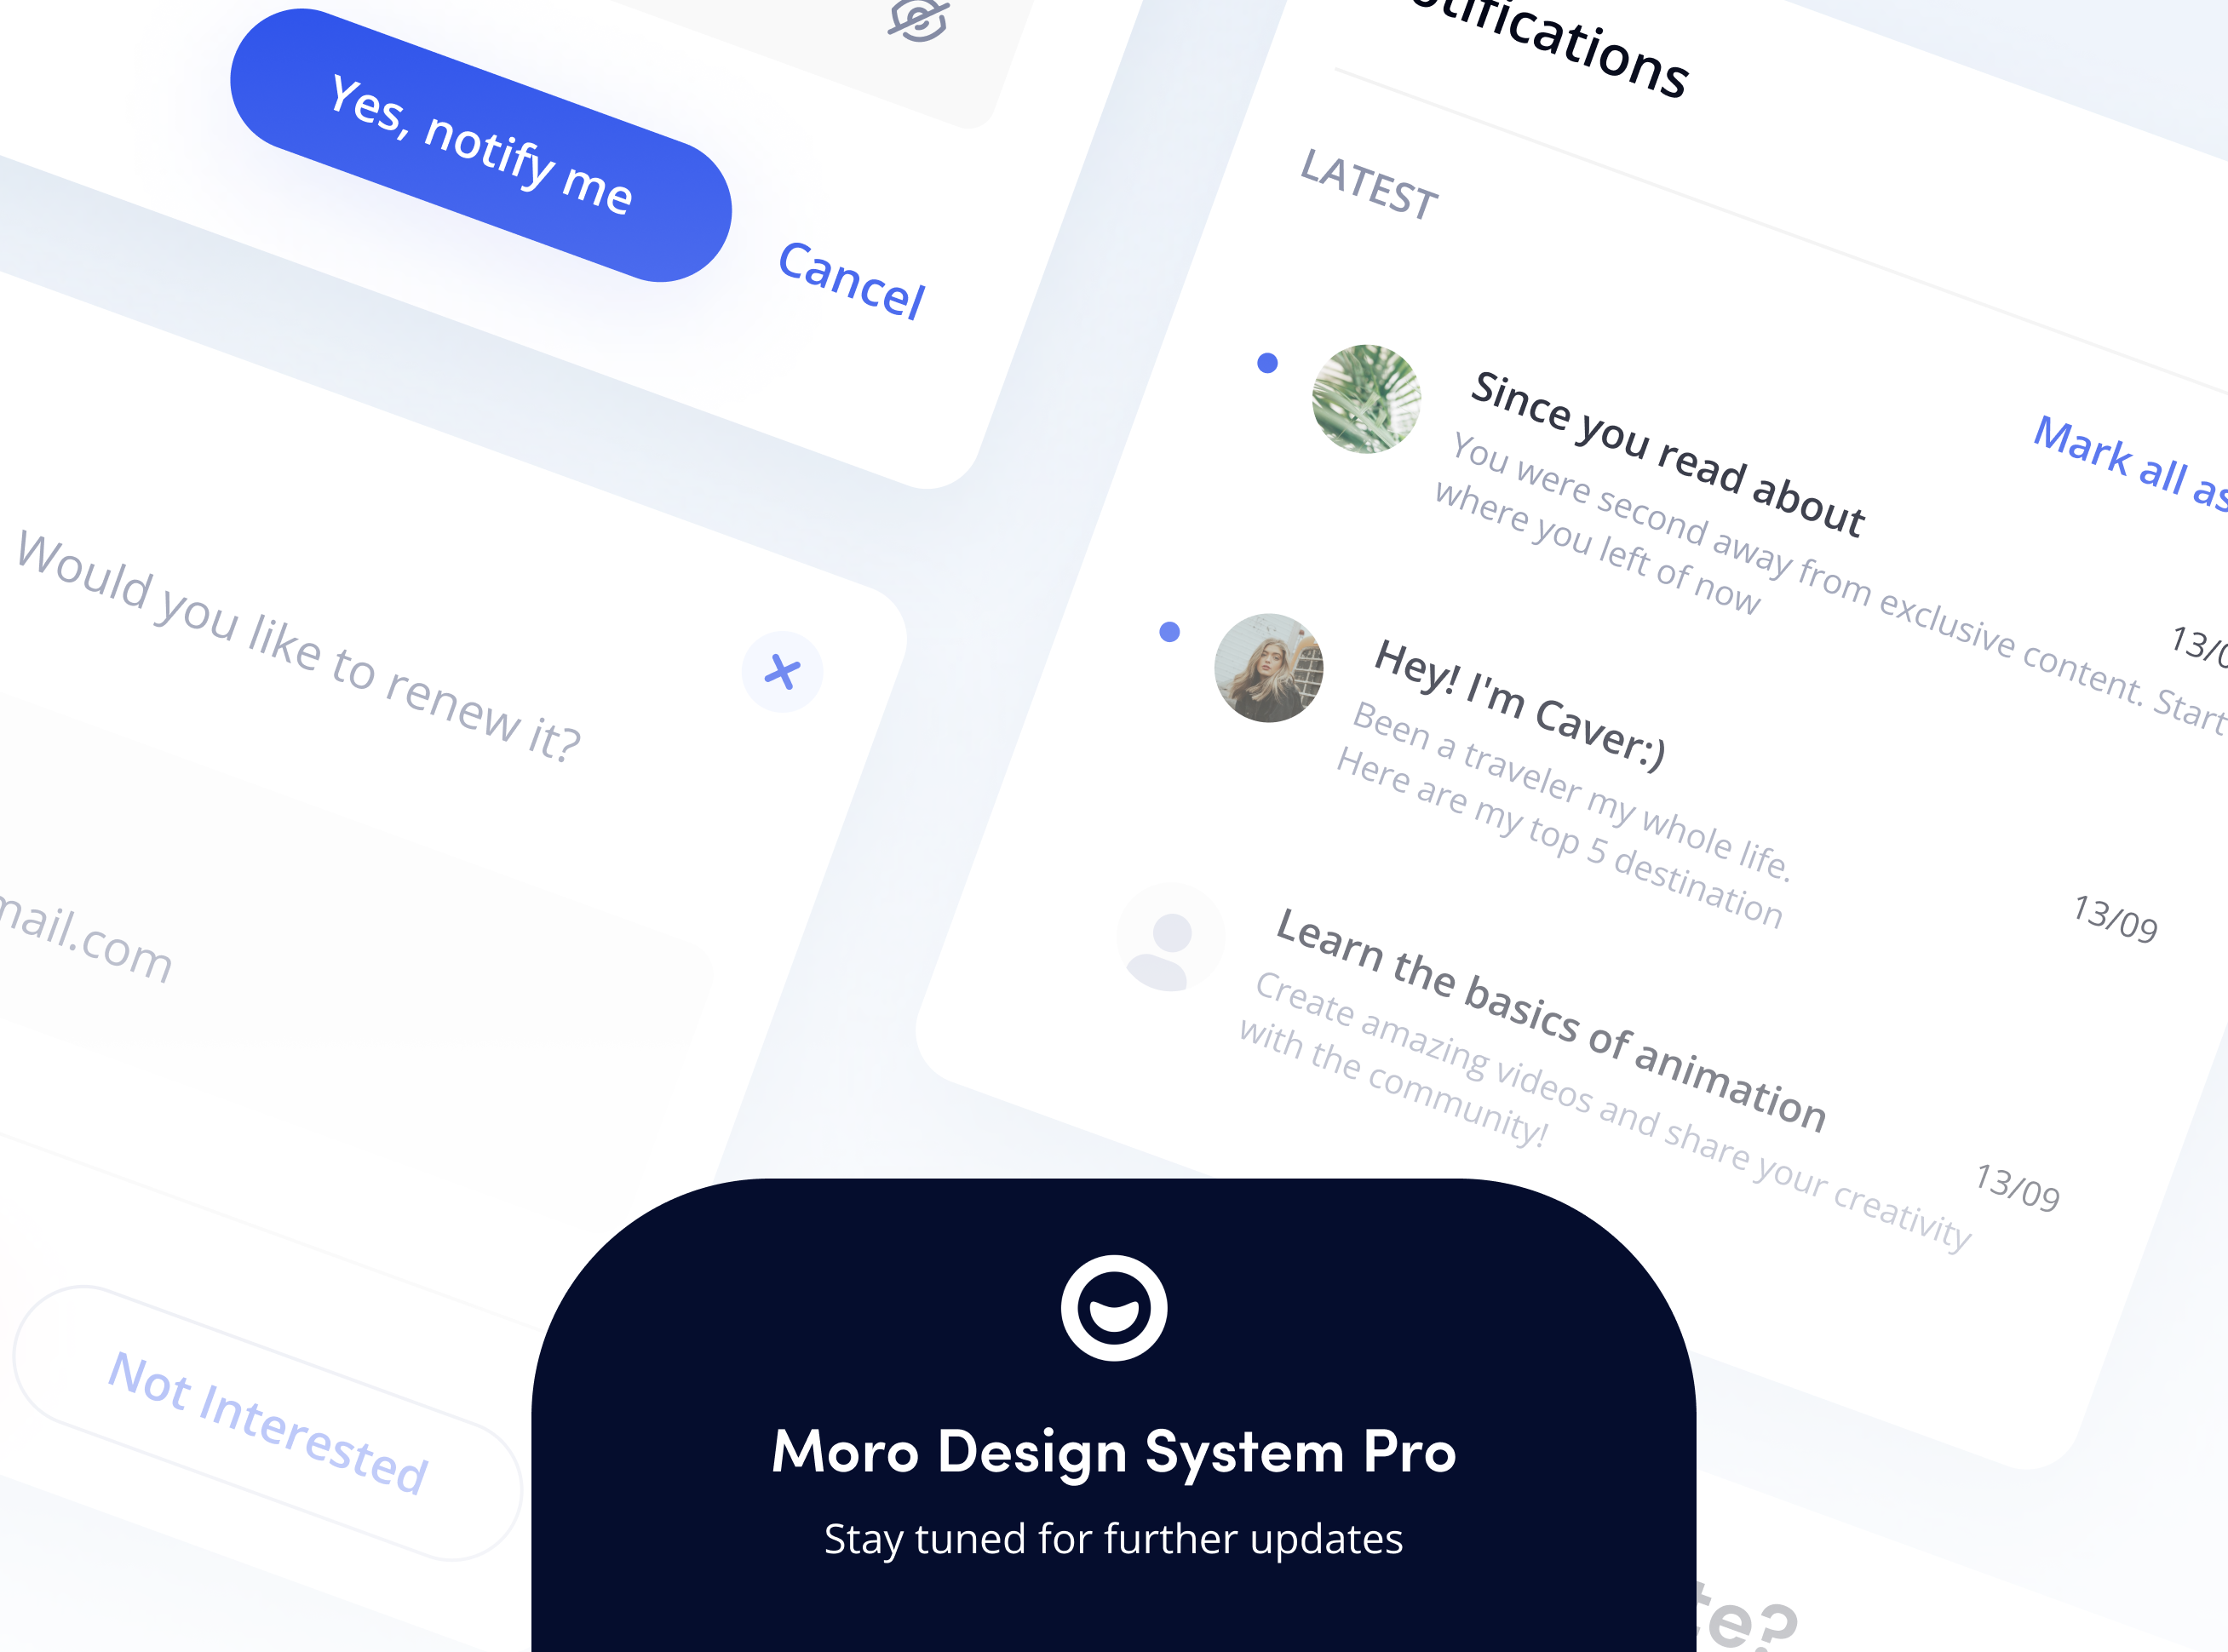 Yes, notify me
Cancel
Would you like to renew it?
mail.com
Not Interested
otifications
LATEST
Mark all as
Since you read about
You were second away from exclusive content. Start
where you left of now
Hey! I'm Caver:)
Been a traveler my whole life.
Here are my top 5 destination
13/09
Learn the basics of animation
Create amazing videos and share your creativity
with the community!
13/09
Moro Design System Pro
Stay tuned for further updates